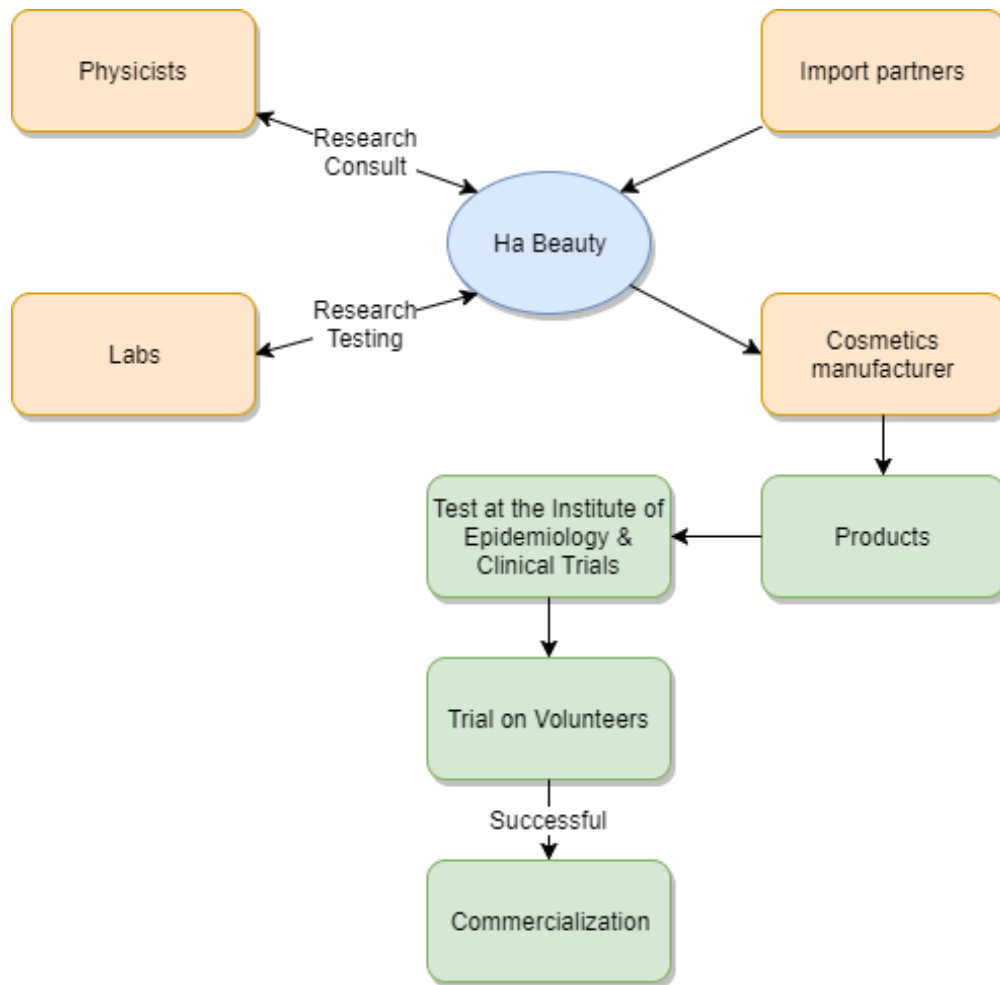 Physicists
Import partners
Research
Consult
Ha Beauty
Research
Testing
Labs
Cosmetics
manufacturer
Test at the Institute of
Epidemiology &
Clinical Trials
Products
Trial on Volunteers
Successful
Commercialization